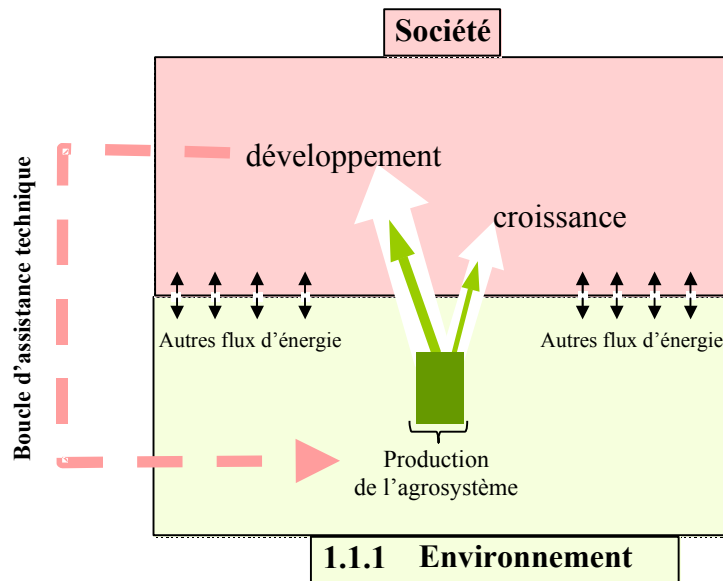 Société
développement
croissance
Autres flux d’énergie
Autres flux d’énergie
Boucle d’assistance technique
Production
de l’agrosystème
1.1.1 Environnement